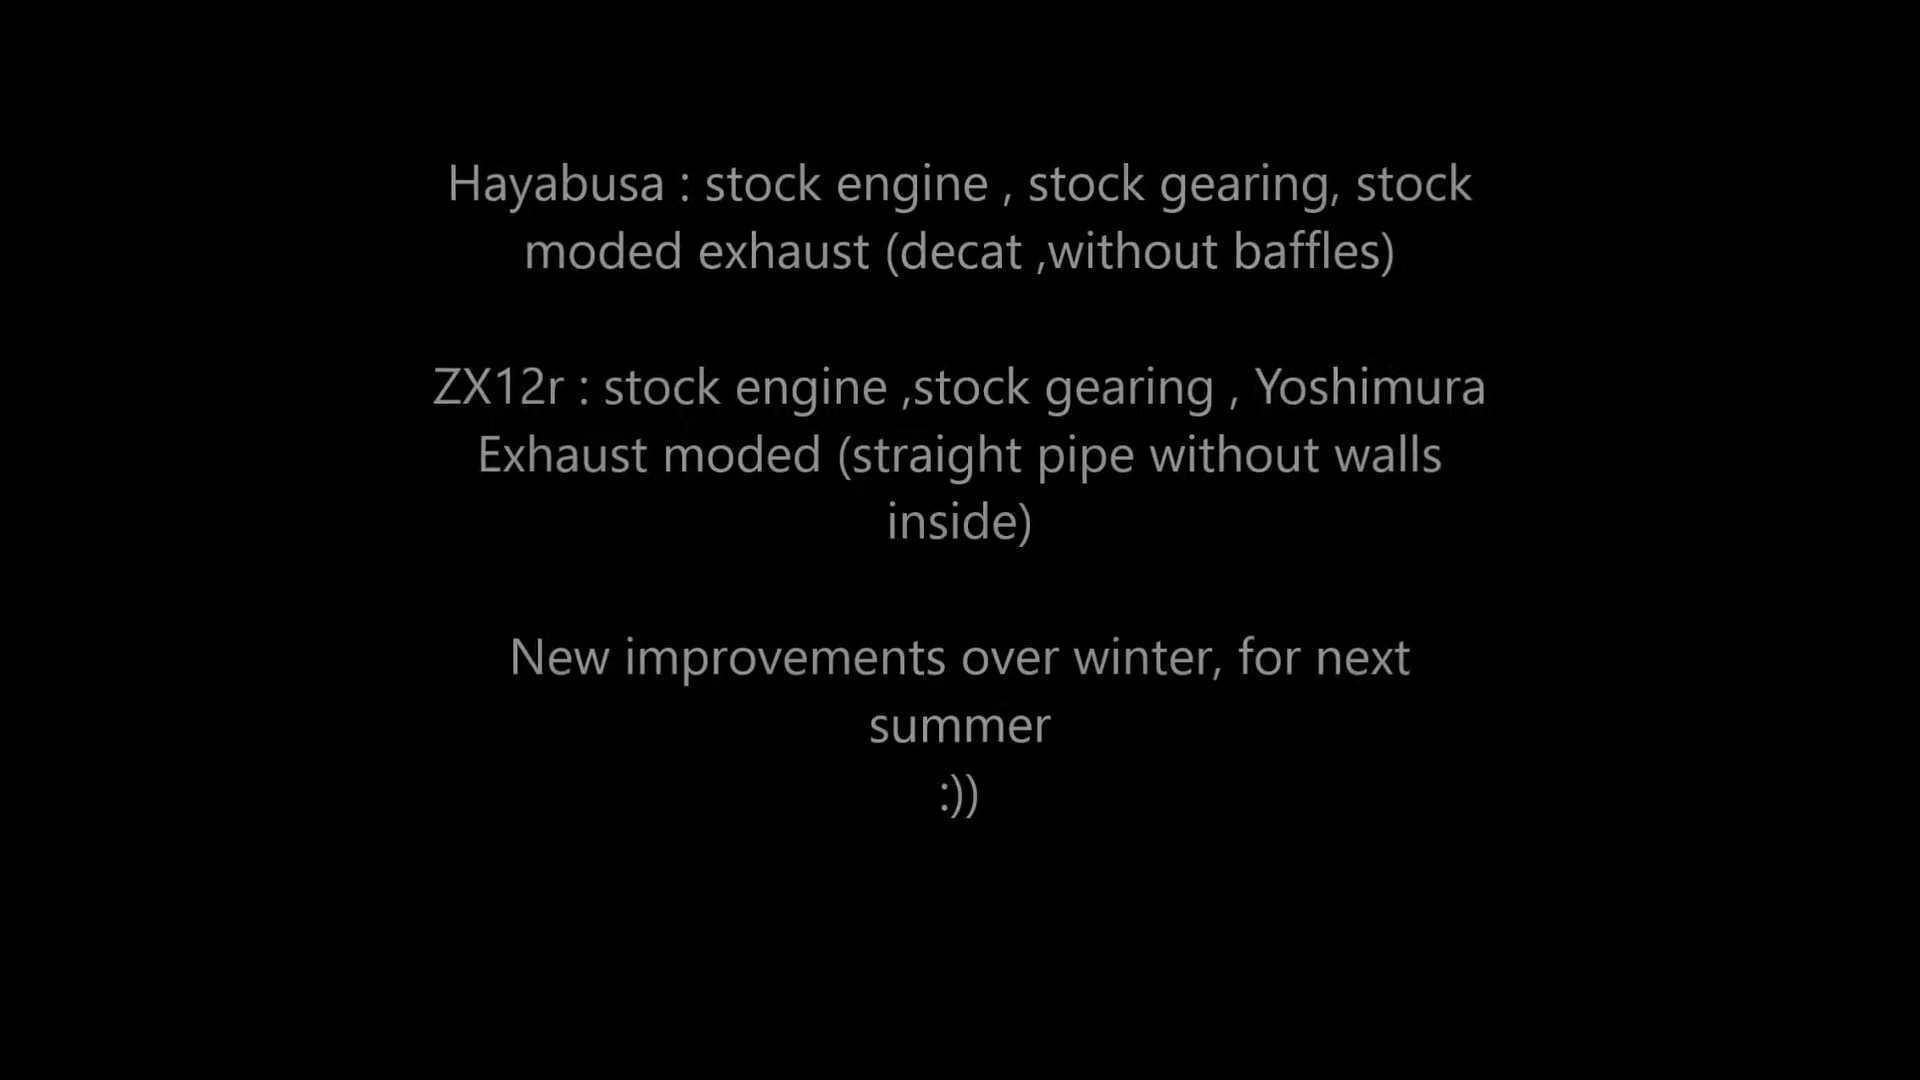 Hayabusa : stock engine , stock gearing, stock
moded exhaust (decat ,without baffles)
ZX12r : stock engine ,stock gearing , Yoshimura
Exhaust moded (straight pipe without walls
inside)
New improvements over winter, for next
summer
:))